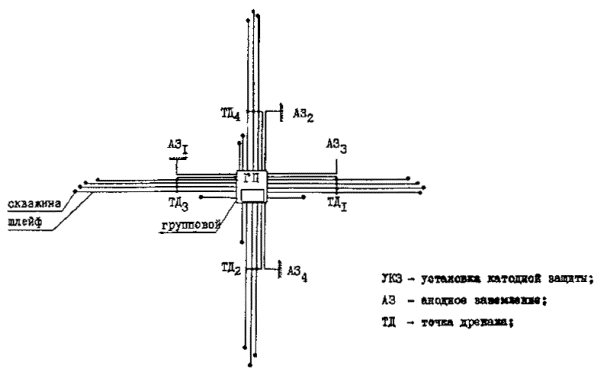 ТД4
АЗ2
АЗ1
АЗ3
ГП
скважина
шлейф
ТД3
групповой
ТД1
ТД2
АЗ4
УКЗ – установка катодной защиты;
АЗ – анодное заземление;
ТД – точка дренажа;